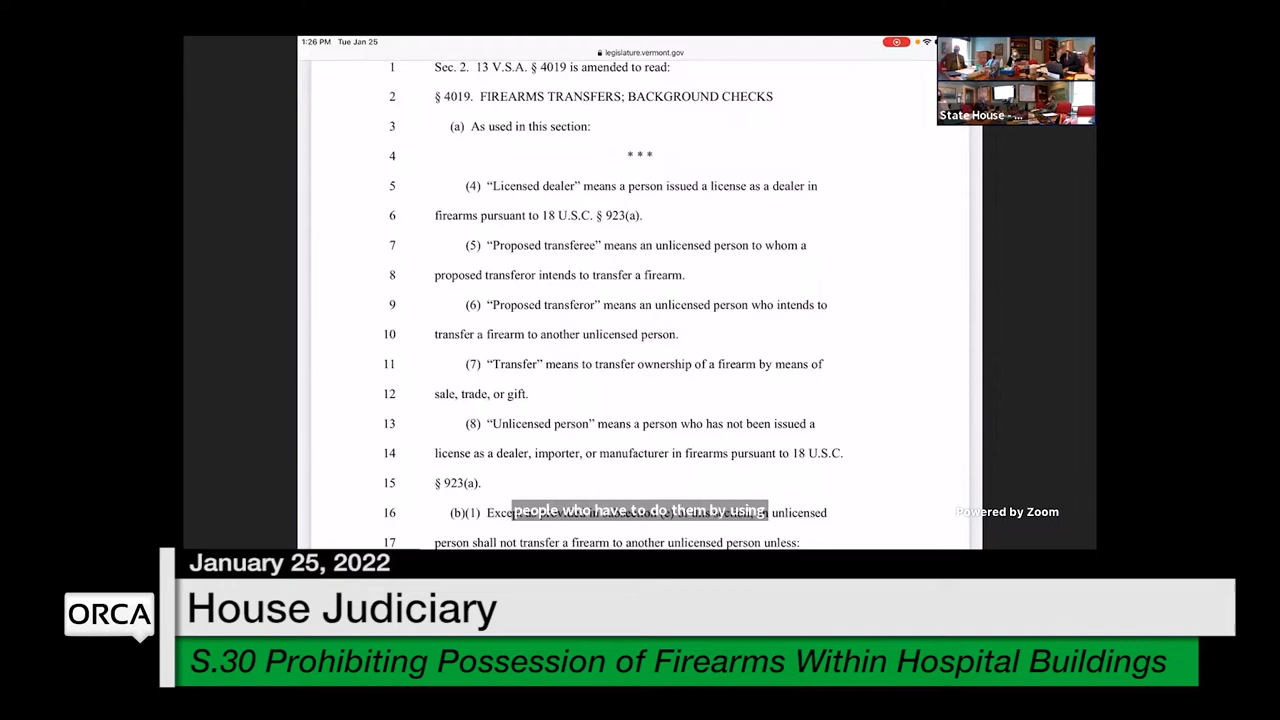 1:26 PM Tue Jan 25
legislature.vermont.gov
1 Sec. 2. 13 V.S.A. § 4019 is amended to read:
2 § 4019. FIREARMS TRANSFERS; BACKGROUND CHECKS
3 (a) As used in this section:
4 * * *
5 (4) “Licensed dealer” means a person issued a license as a dealer in
6 firearms pursuant to 18 U.S.C. § 923(a).
7 (5) “Proposed transferee” means an unlicensed person to whom a
8 proposed transferor intends to transfer a firearm.
9 (6) “Proposed transferor” means an unlicensed person who intends to
10 transfer a firearm to another unlicensed person.
11 (7) “Transfer” means to transfer ownership of a firearm by means of
12 sale, trade, or gift.
13 (8) “Unlicensed person” means a person who has not been issued a
14 license as a dealer, importer, or manufacturer in firearms pursuant to 18 U.S.C.
15 § 923(a).
16 (b)(1) unlicensed
people who have to do them by using
17 person shall not transfer a firearm to another unlicensed person unless:
State House - ...
Powered by Zoom
January 25, 2022
ORCA
House Judiciary
S.30 Prohibiting Possession of Firearms Within Hospital Buildings